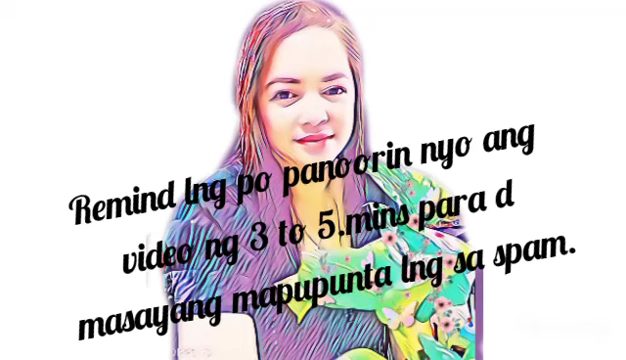 Remind lng po panoorin nyo ang
video ng 3 to 5.mins para d
masayang mapupunta lng sa spam.